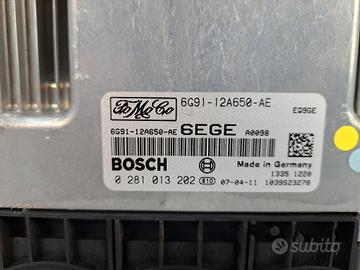 FoMoCo
6G91-12A650-AE
EQ9GE
6G91-12A650-AE 6EGE A0098
BOSCH
Made in Germany
1335 1220
0 281 013 202 810 07-04-11 1039S23278
subito